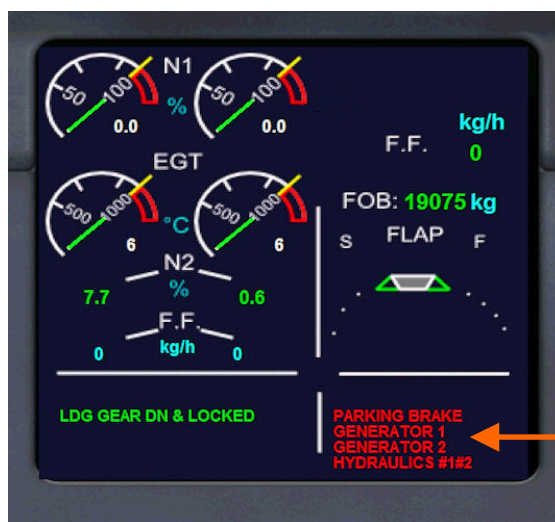 50 100 N1 50 100
0.0 % 0.0
EGT
500 1000 500 1000
6 °C 6
N2
7.7 % 0.6
F.F.
0 kg/h 0
kg/h
F.F. 0
FOB: 19075 kg
S FLAP F
LDG GEAR DN & LOCKED
PARKING BRAKE
GENERATOR 1
GENERATOR 2
HYDRAULICS #1#2